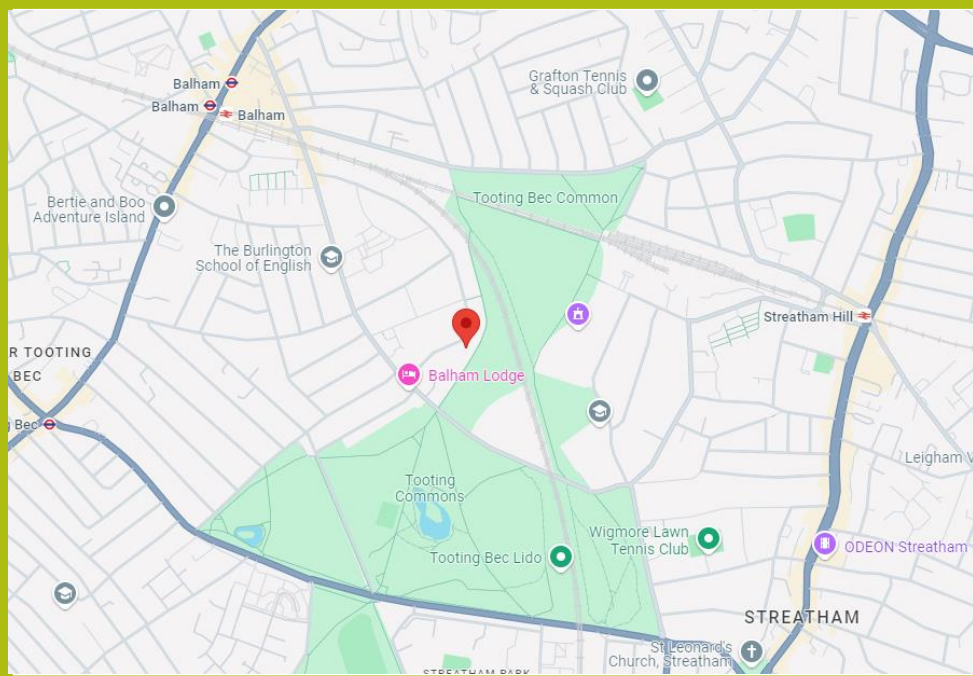 Grafton Tennis
& Squash Club
Balham
Balham
Balham
Tooting Bec Common
Bertie and Boo
Adventure Island
The Burlington
School of English
Streatham Hill
R TOOTING
BEC
Balham Lodge
Bec
Leigham V
Tooting
Commons
Wigmore Lawn
Tennis Club
ODEON Streatham
Tooting Bec Lido
STREATHAM
St Leonard's
Church, Streatham
STREATHAM PARK